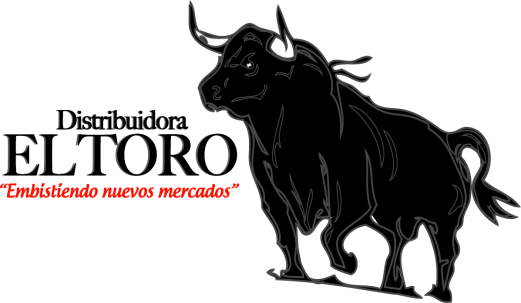 Distribuidora
EL TORO
“Embistiendo nuevos mercados”